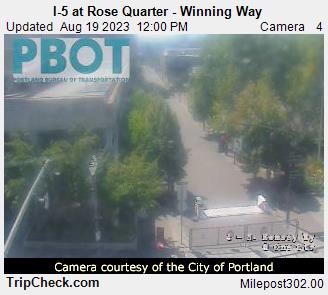 I-5 at Rose Quarter - Winning Way
Updated Aug 19 2023 12:00 PM Camera 4
PBOT
PORTLAND BUREAU OF TRANSPORTATION
Camera courtesy of the City of Portland
TripCheck.com Milepost302.00